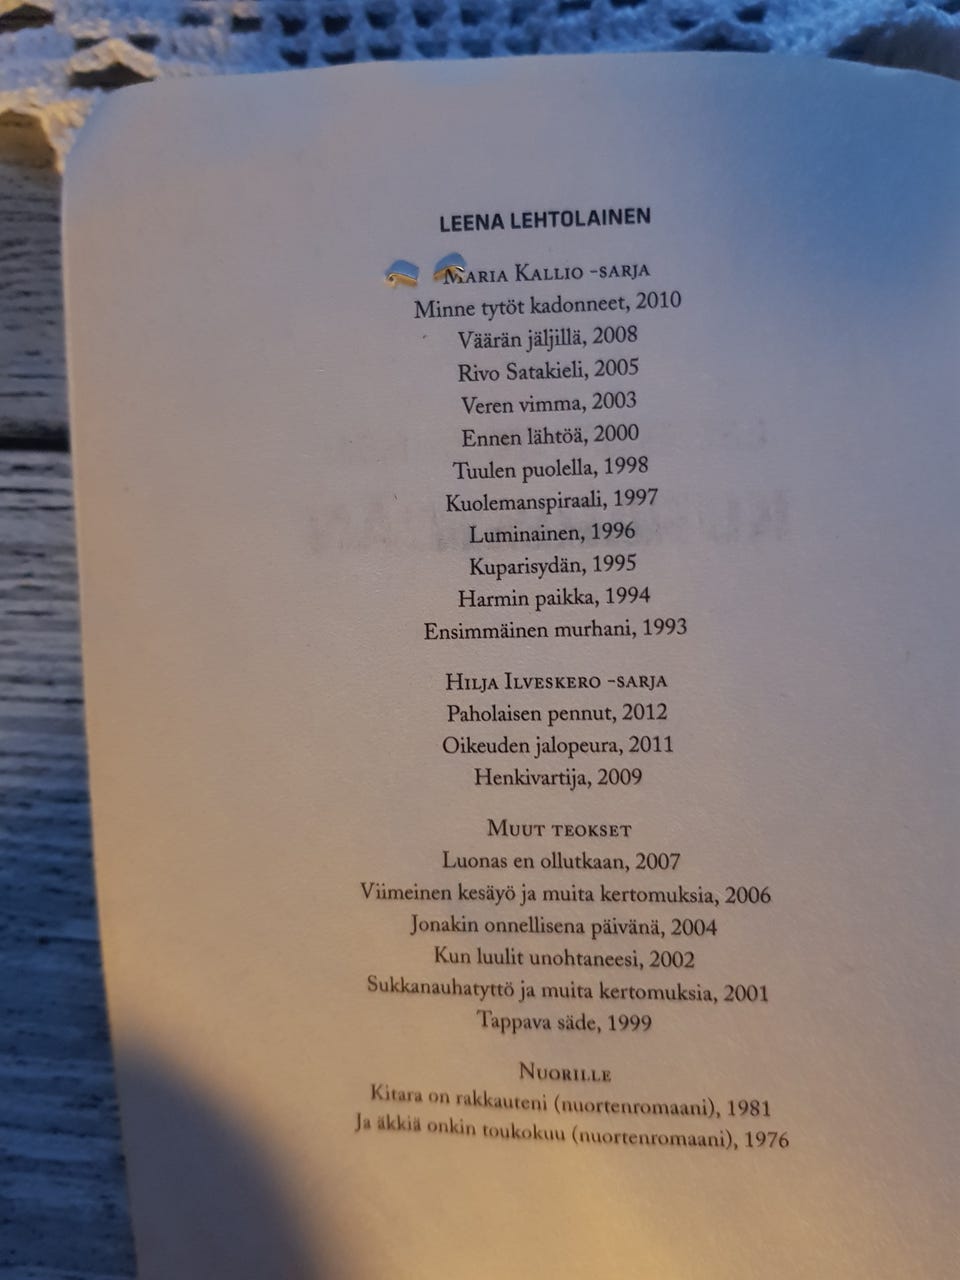 LEENA LEHTOLAINEN
MARIA KALLIO -SARJA
Minne tytöt kadonneet, 2010
Väärän jäljillä, 2008
Rivo Satakieli, 2005
Veren vimma, 2003
Ennen lähtöä, 2000
Tuulen puolella, 1998
Kuolemanspiraali, 1997
Luminainen, 1996
Kuparisydän, 1995
Harmin paikka, 1994
Ensimmäinen murhani, 1993
HILJA ILVESKERO -SARJA
Paholaisen pennut, 2012
Oikeuden jalopeura, 2011
Henkivartija, 2009
MUUT TEOKSET
Luonas en ollutkaan, 2007
Viimeinen kesäyö ja muita kertomuksia, 2006
Jonakin onnellisena päivänä, 2004
Kun luulit unohtaneesi, 2002
Sukkanauhatyttö ja muita kertomuksia, 2001
Tappava säde, 1999
NUORILLE
Kitara on rakkauteni (nuortenromaani), 1981
Ja äkkiä onkin toukokuu (nuortenromaani), 1976